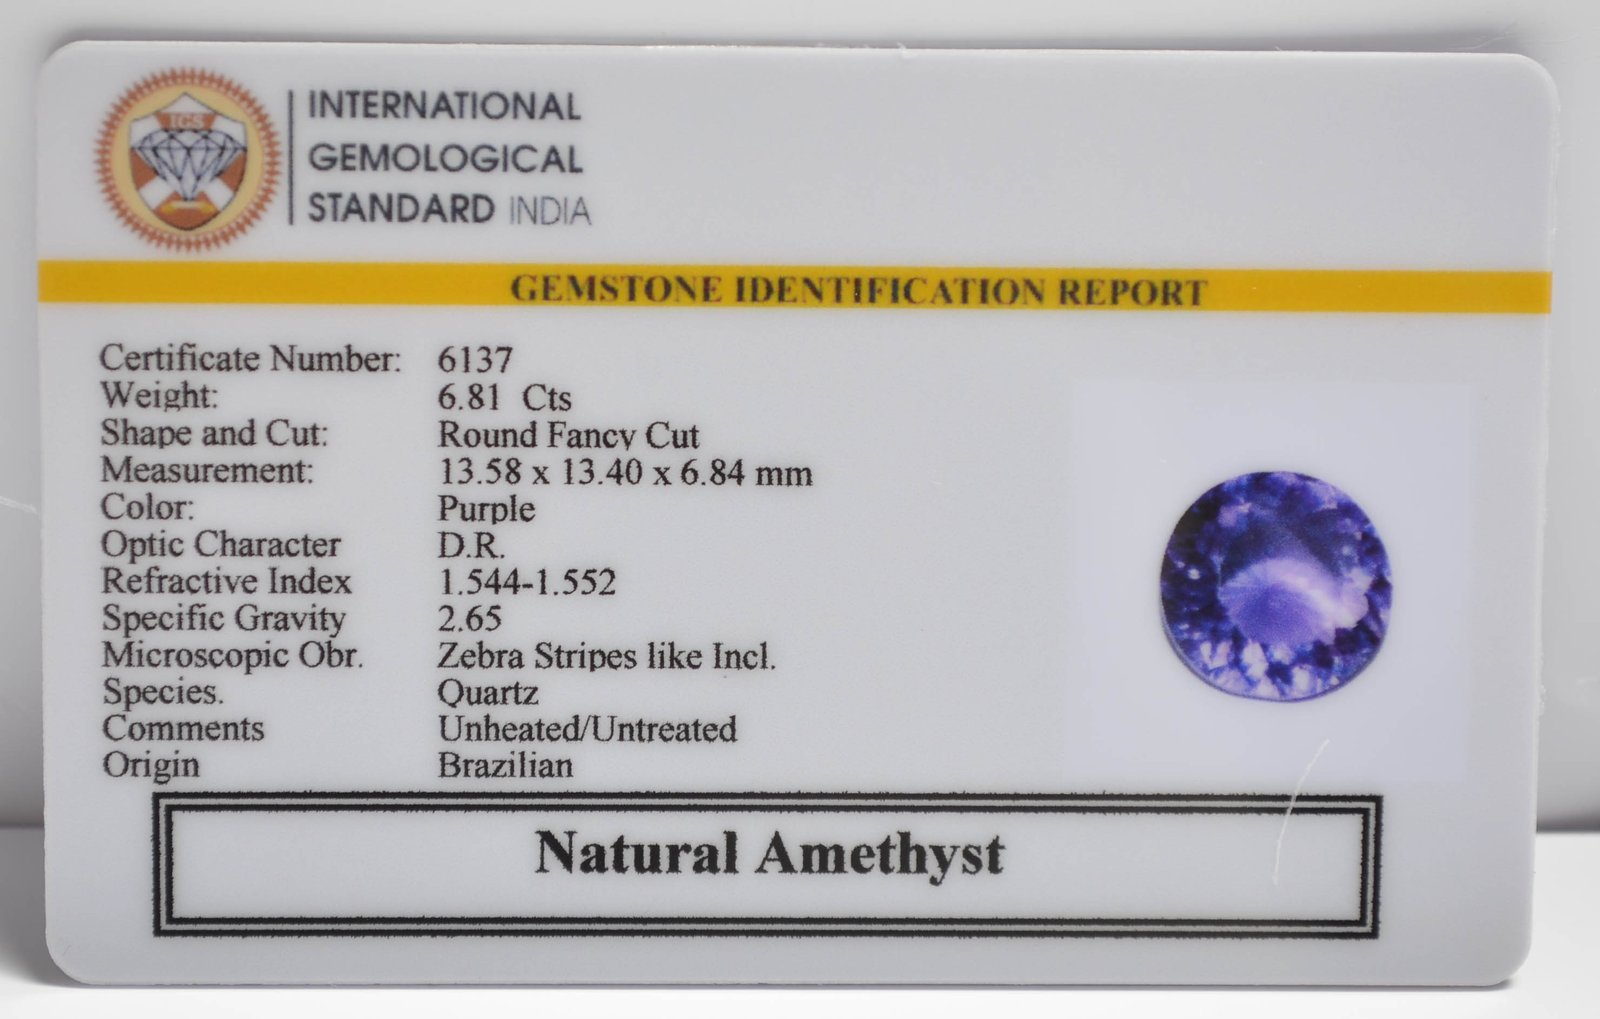 IGS
INTERNATIONAL
GEMOLOGICAL
STANDARD INDIA
GEMSTONE IDENTIFICATION REPORT
Certificate Number: 6137
Weight: 6.81 Cts
Shape and Cut: Round Fancy Cut
Measurement: 13.58 x 13.40 x 6.84 mm
Color: Purple
Optic Character D.R.
Refractive Index 1.544-1.552
Specific Gravity 2.65
Microscopic Obr. Zebra Stripes like Incl.
Species. Quartz
Comments Unheated/Untreated
Origin Brazilian
Natural Amethyst